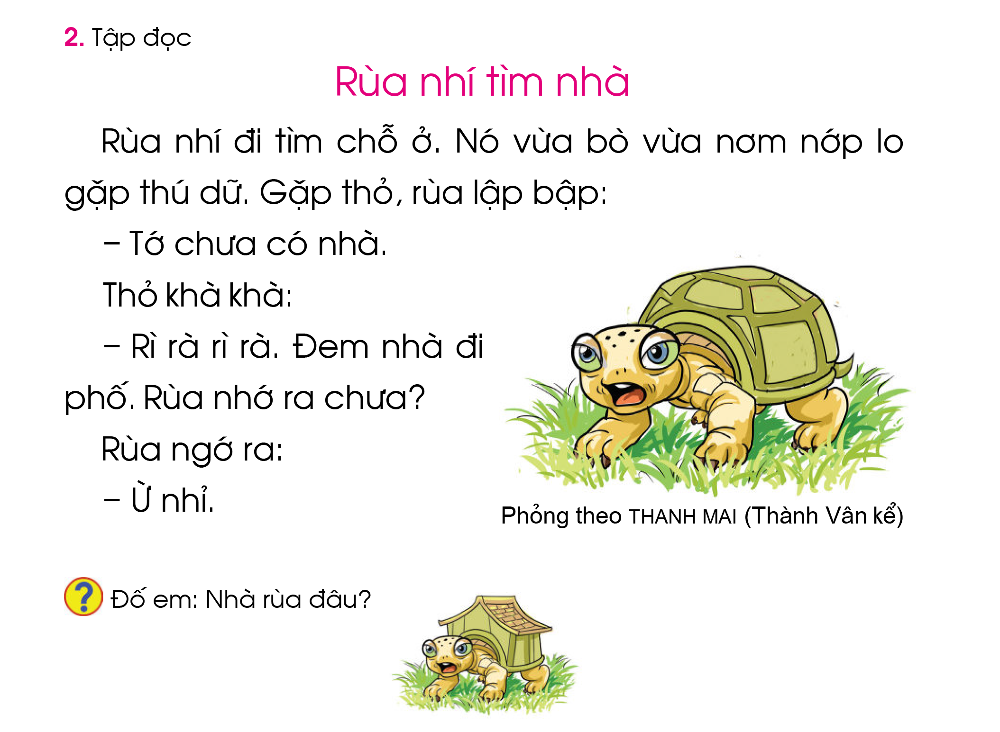 2. Tập đọc
Rùa nhí tìm nhà
Rùa nhí đi tìm chỗ ở. Nó vừa bò vừa nơm nớp lo
gặp thú dữ. Gặp thỏ, rùa lập bập:
– Tớ chưa có nhà.
Thỏ khà khà:
– Rì rà rì rà. Đem nhà đi
phố. Rùa nhớ ra chưa?
Rùa ngớ ra:
– Ừ nhỉ.
Phỏng theo THANH MAI (Thành Vân kể)
? Đố em: Nhà rùa đâu?